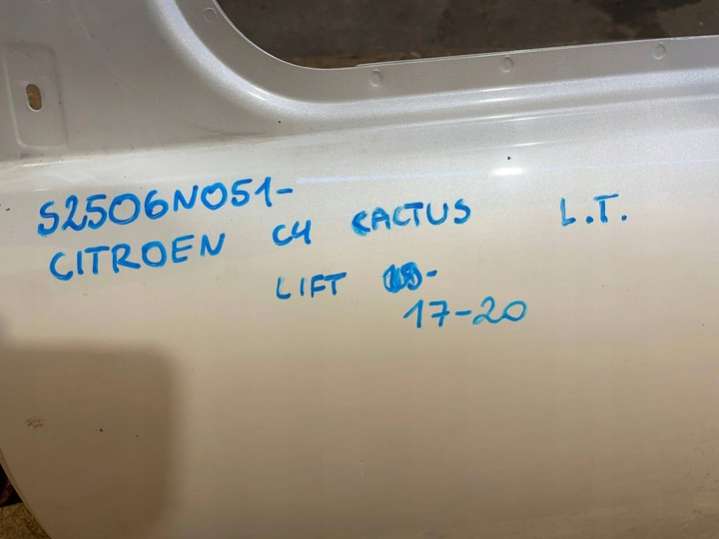 S2506N051-
CITROEN C4 CACTUS L.T.
LIFT
17-20